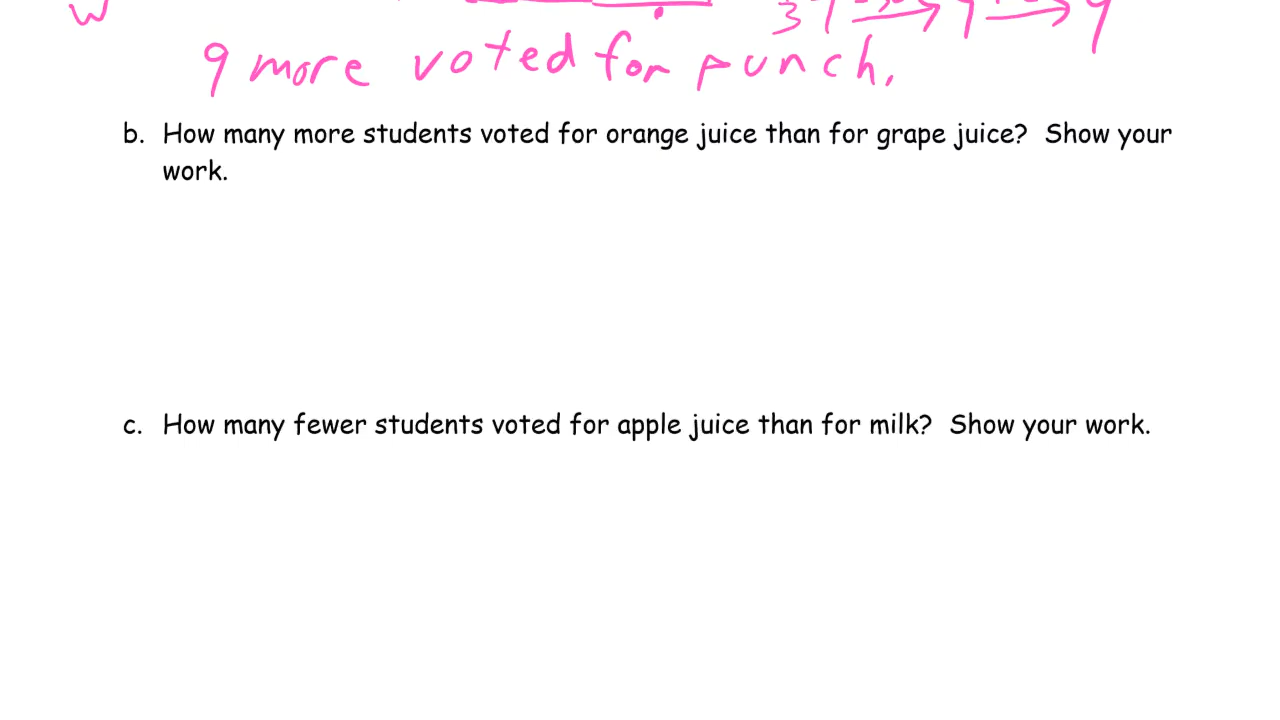 W
9 more voted for punch.
b. How many more students voted for orange juice than for grape juice? Show your
work.
c. How many fewer students voted for apple juice than for milk? Show your work.